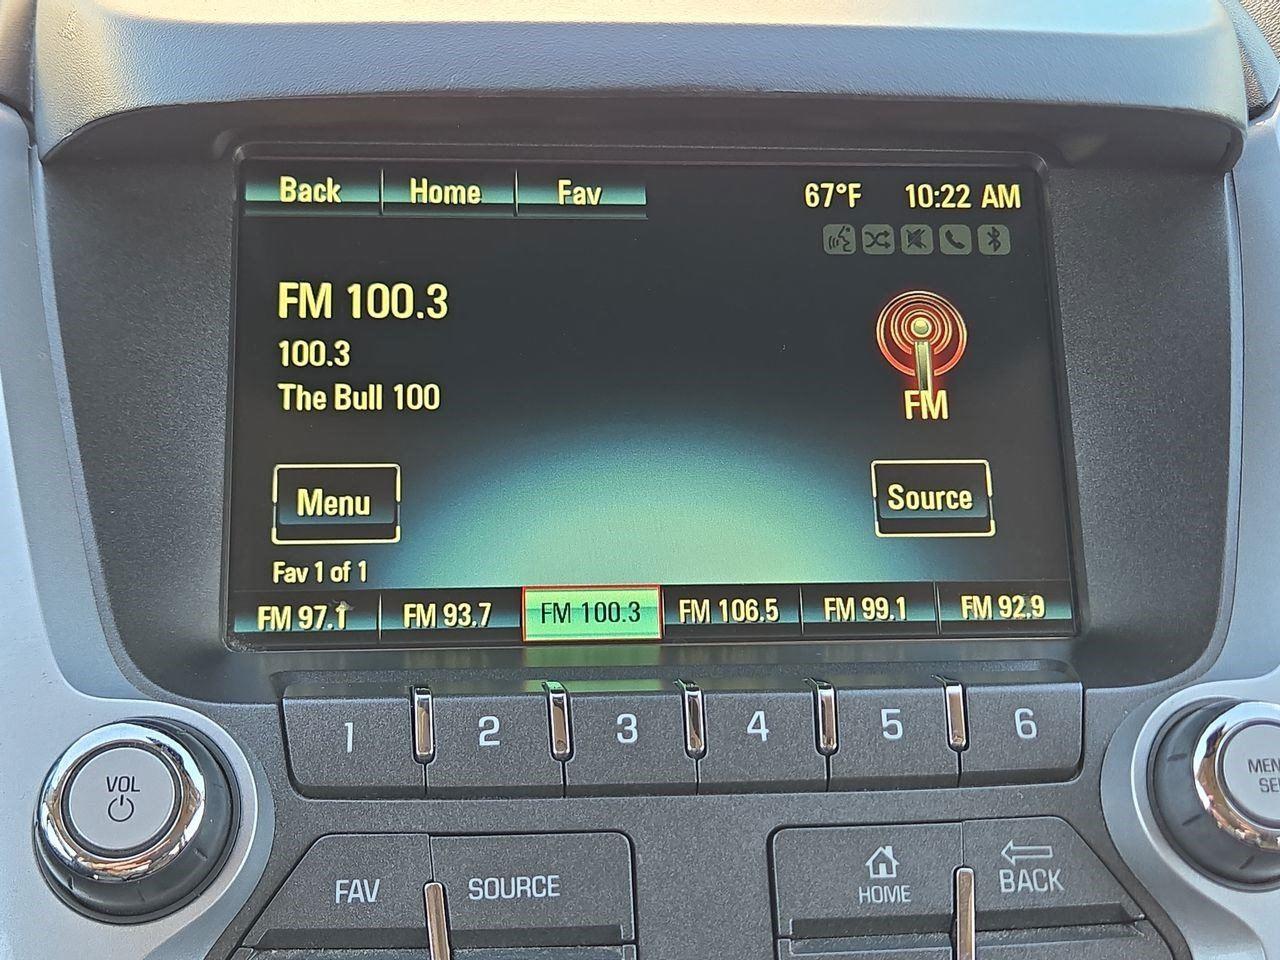 Back Home Fav 67°F 10:22 AM
FM 100.3
100.3
The Bull 100
FM
Menu
Source
Fav 1 of 1
FM 97.1 FM 93.7 FM 100.3 FM 106.5 FM 99.1 FM 92.9
1 2 3 4 5 6
VOL
FAV SOURCE
HOME
BACK